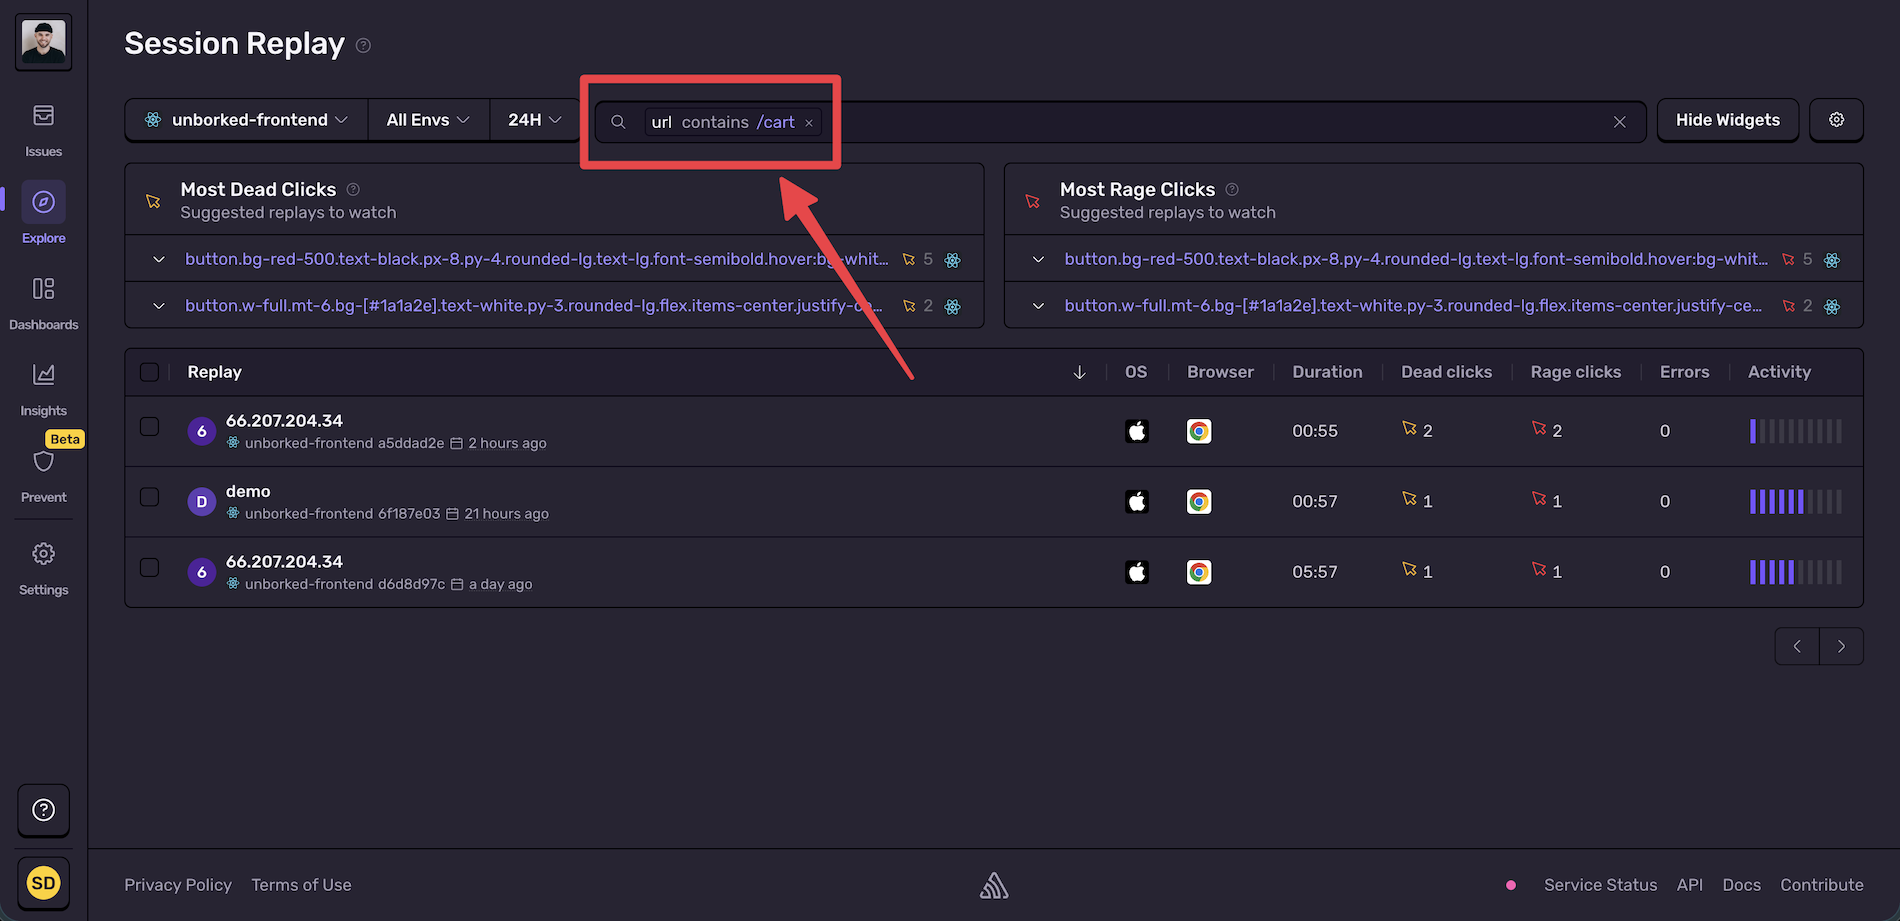 Session Replay
unborked-frontend All Envs 24H url contains /cart Hide Widgets
Issues
Explore
Dashboards
Insights
Beta
Prevent
Settings
SD
Most Dead Clicks
Suggested replays to watch
button.bg-red-500.text-black.px-8.py-4.rounded-lg.text-lg.font-semibold.hover:bg-whit... 5
button.w-full.mt-6.bg-[#1a1a2e].text-white.py-3.rounded-lg.flex.items-center.justify-ce... 2
Most Rage Clicks
Suggested replays to watch
button.bg-red-500.text-black.px-8.py-4.rounded-lg.text-lg.font-semibold.hover:bg-whit... 5
button.w-full.mt-6.bg-[#1a1a2e].text-white.py-3.rounded-lg.flex.items-center.justify-ce... 2
Replay OS Browser Duration Dead clicks Rage clicks Errors Activity
66.207.204.34
6 00:55 2 2 0
unborked-frontend a5ddad2e 2 hours ago
demo
D 00:57 1 1 0
unborked-frontend 6f187e03 21 hours ago
66.207.204.34
6 05:57 1 1 0
unborked-frontend d6d8d97c a day ago
Privacy Policy Terms of Use Service Status API Docs Contribute